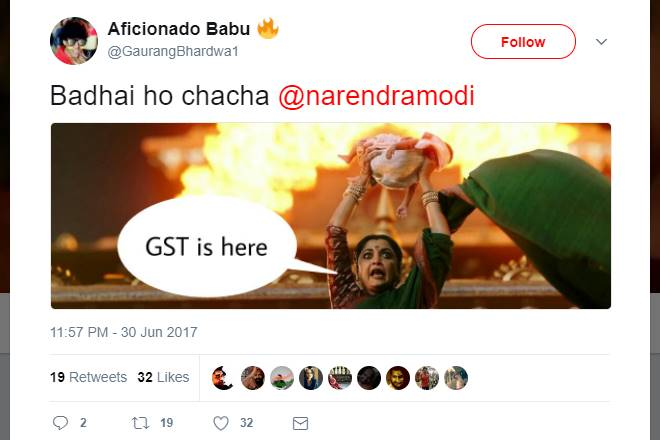 Aficionado Babu 🔥
@GaurangBhardwa1
Follow
Badhai ho chacha @narendramodi
GST is here
11:57 PM - 30 Jun 2017
19 Retweets 32 Likes
2 19 32